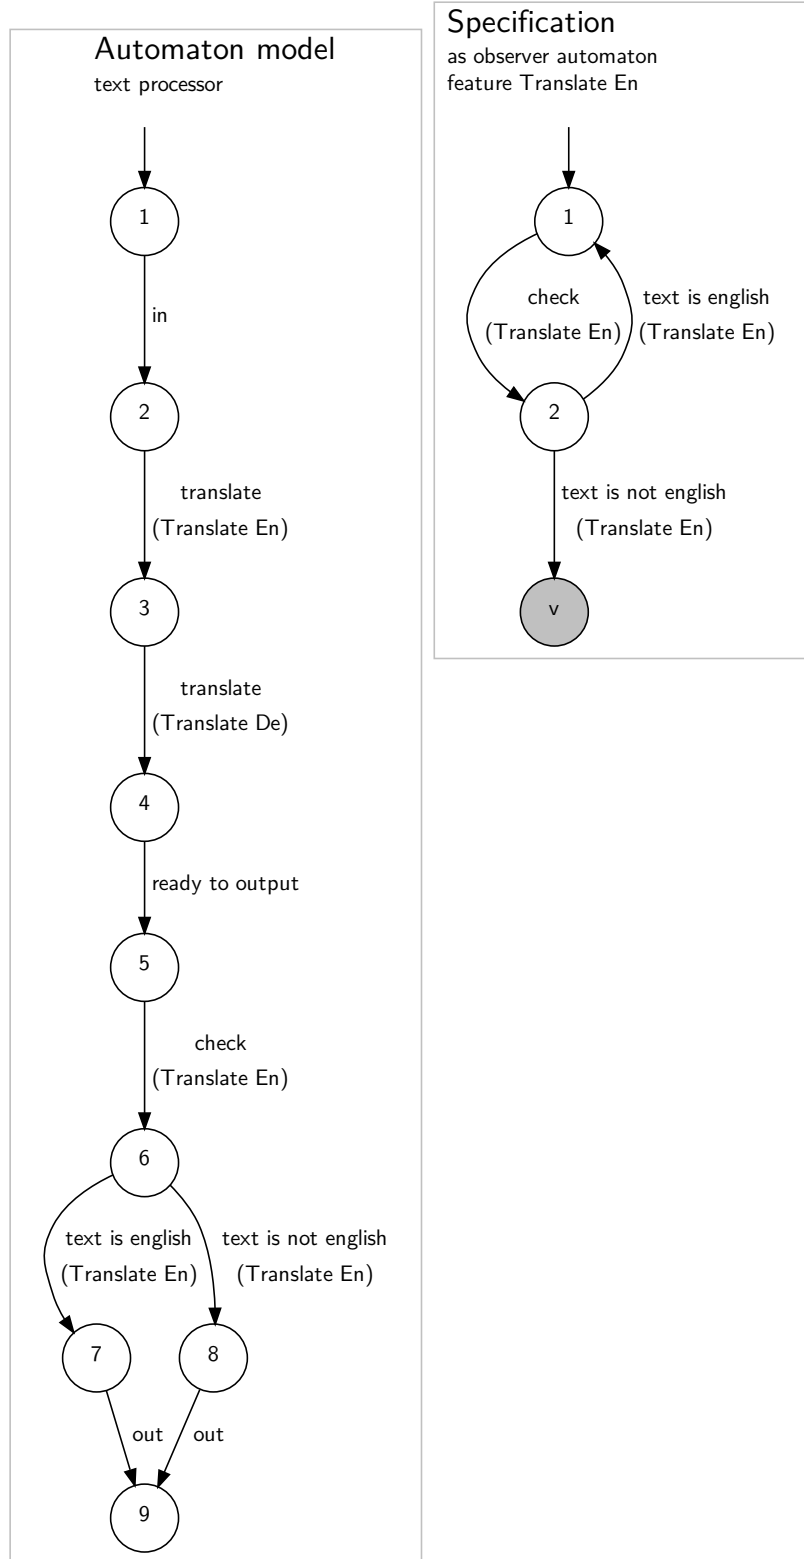 Automaton model
text processor
1
in
2
translate
(Translate En)
3
translate
(Translate De)
4
ready to output
5
check
(Translate En)
6
text is english
(Translate En)
text is not english
(Translate En)
7
8
out
out
9
Specification
as observer automaton
feature Translate En
1
check
(Translate En)
text is english
(Translate En)
2
text is not english
(Translate En)
v